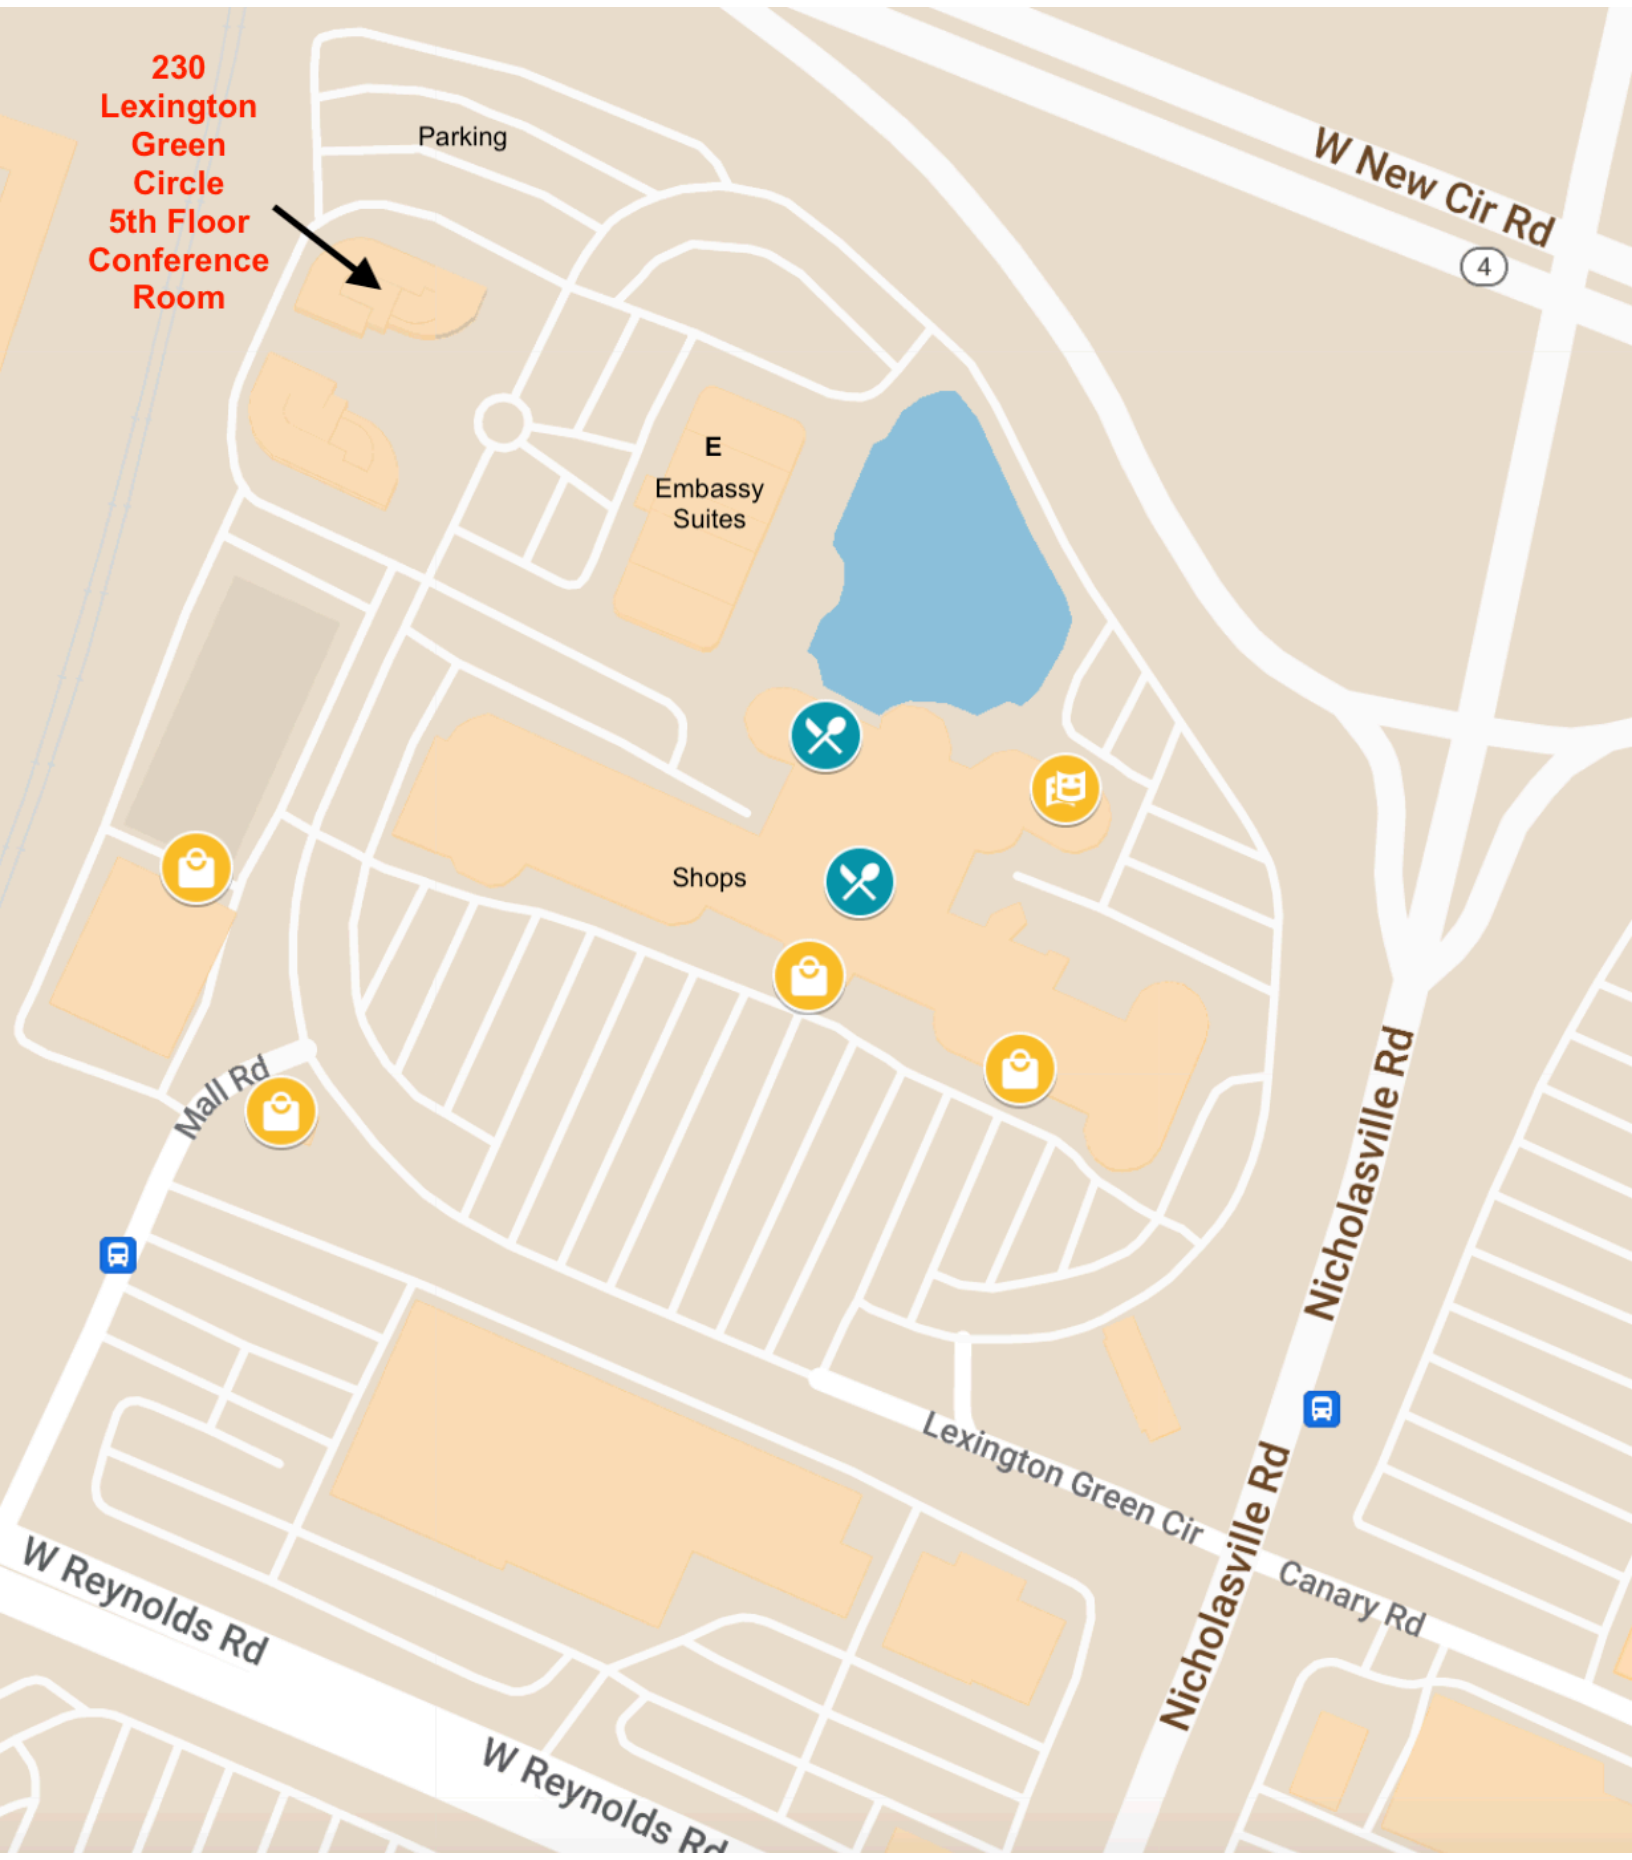 230
Lexington
Green
Circle
5th Floor
Conference
Room
Parking
W New Cir Rd
4
E
Embassy
Suites
Shops
Mall Rd
Nicholasville Rd
Lexington Green Cir
Nicholasville Rd
Canary Rd
W Reynolds Rd
W Reynolds Rd